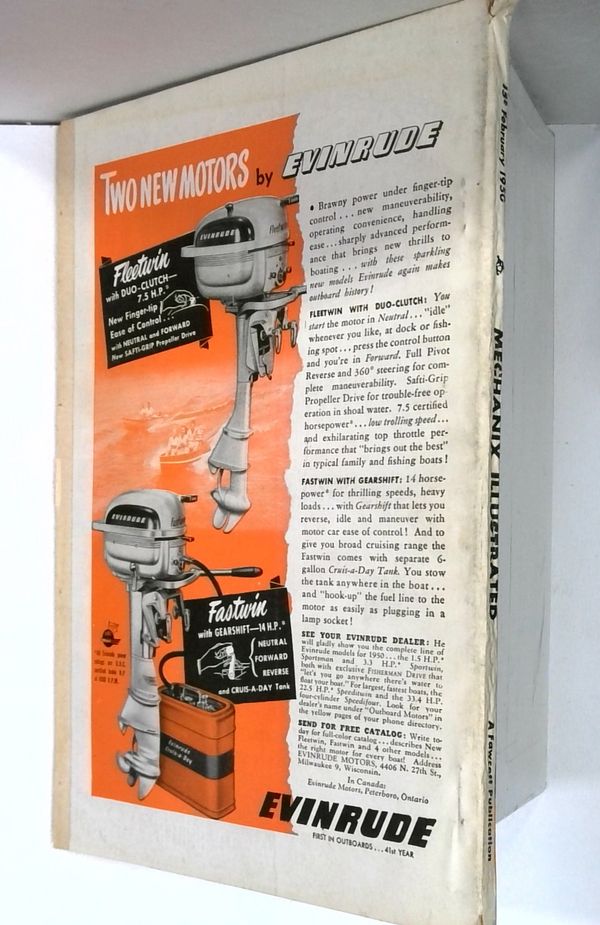 TWO NEW MOTORS by EVINRUDE
EVINRUDE
Fleetwin
Fleetwin
with DUO-CLUTCH—
7.5 H.P.*
New Finger-tip
Ease of Control...
with NEUTRAL and FORWARD
New SAFTI-GRIP Propeller Drive
• Brawny power under finger-tip
control... new maneuverability,
operating convenience, handling
ease...sharply advanced perform-
ance that brings new thrills to
boating... with these sparkling
new models Evinrude again makes
outboard history!
FLEETWIN WITH DUO-CLUTCH: You
start the motor in Neutral... "idle"
whenever you like, at dock or fish-
ing spot...press the control button
and you're in Forward. Full Pivot
Reverse and 360° steering for com-
plete maneuverability. Safti-Grip
Propeller Drive for trouble-free op-
eration in shoal water. 7.5 certified
horsepower*...low trolling speed...
and exhilarating top throttle per-
formance that "brings out the best"
in typical family and fishing boats!
FASTWIN WITH GEARSHIFT: 14 horse-
power* for thrilling speeds, heavy
loads...with Gearshift that lets you
reverse, idle and maneuver with
motor car ease of control! And to
give you broad cruising range the
Fastwin comes with separate 6-
gallon Cruis-a-Day Tank. You stow
the tank anywhere in the boat...
and "hook-up" the fuel line to the
motor as easily as plugging in a
lamp socket!
EVINRUDE
Fastwin
with GEARSHIFT—14 H.P.*
NEUTRAL
FORWARD
REVERSE
and CRUIS-A-DAY Tank
Evinrude
Cruis-a-Day
SEE YOUR EVINRUDE DEALER: He
will gladly show you the complete line of
Evinrude models for 1950...the 1.5 H.P.*
Sportsman and 3.3 H.P.* Sportwin,
both with exclusive FISHERMAN DRIVE that
"lets you go anywhere there's water to
float your boat." For largest, fastest boats, the
22.5 H.P.* Speeditwin and the 33.4 H.P.
four-cylinder Speedifour. Look for your
dealer's name under "Outboard Motors" in
the yellow pages of your phone directory.
SEND FOR FREE CATALOG: Write to-
day for full-color catalog...describes New
Fleetwin, Fastwin and 4 other models...
the right motor for every boat! Address
EVINRUDE MOTORS, 4406 N. 27th St.,
Milwaukee 9, Wisconsin.
In Canada:
Evinrude Motors, Peterboro, Ontario
EVINRUDE
FIRST IN OUTBOARDS...41st YEAR
15¢ February 1950
MECHANIX ILLUSTRATED
A Fawcett Publication